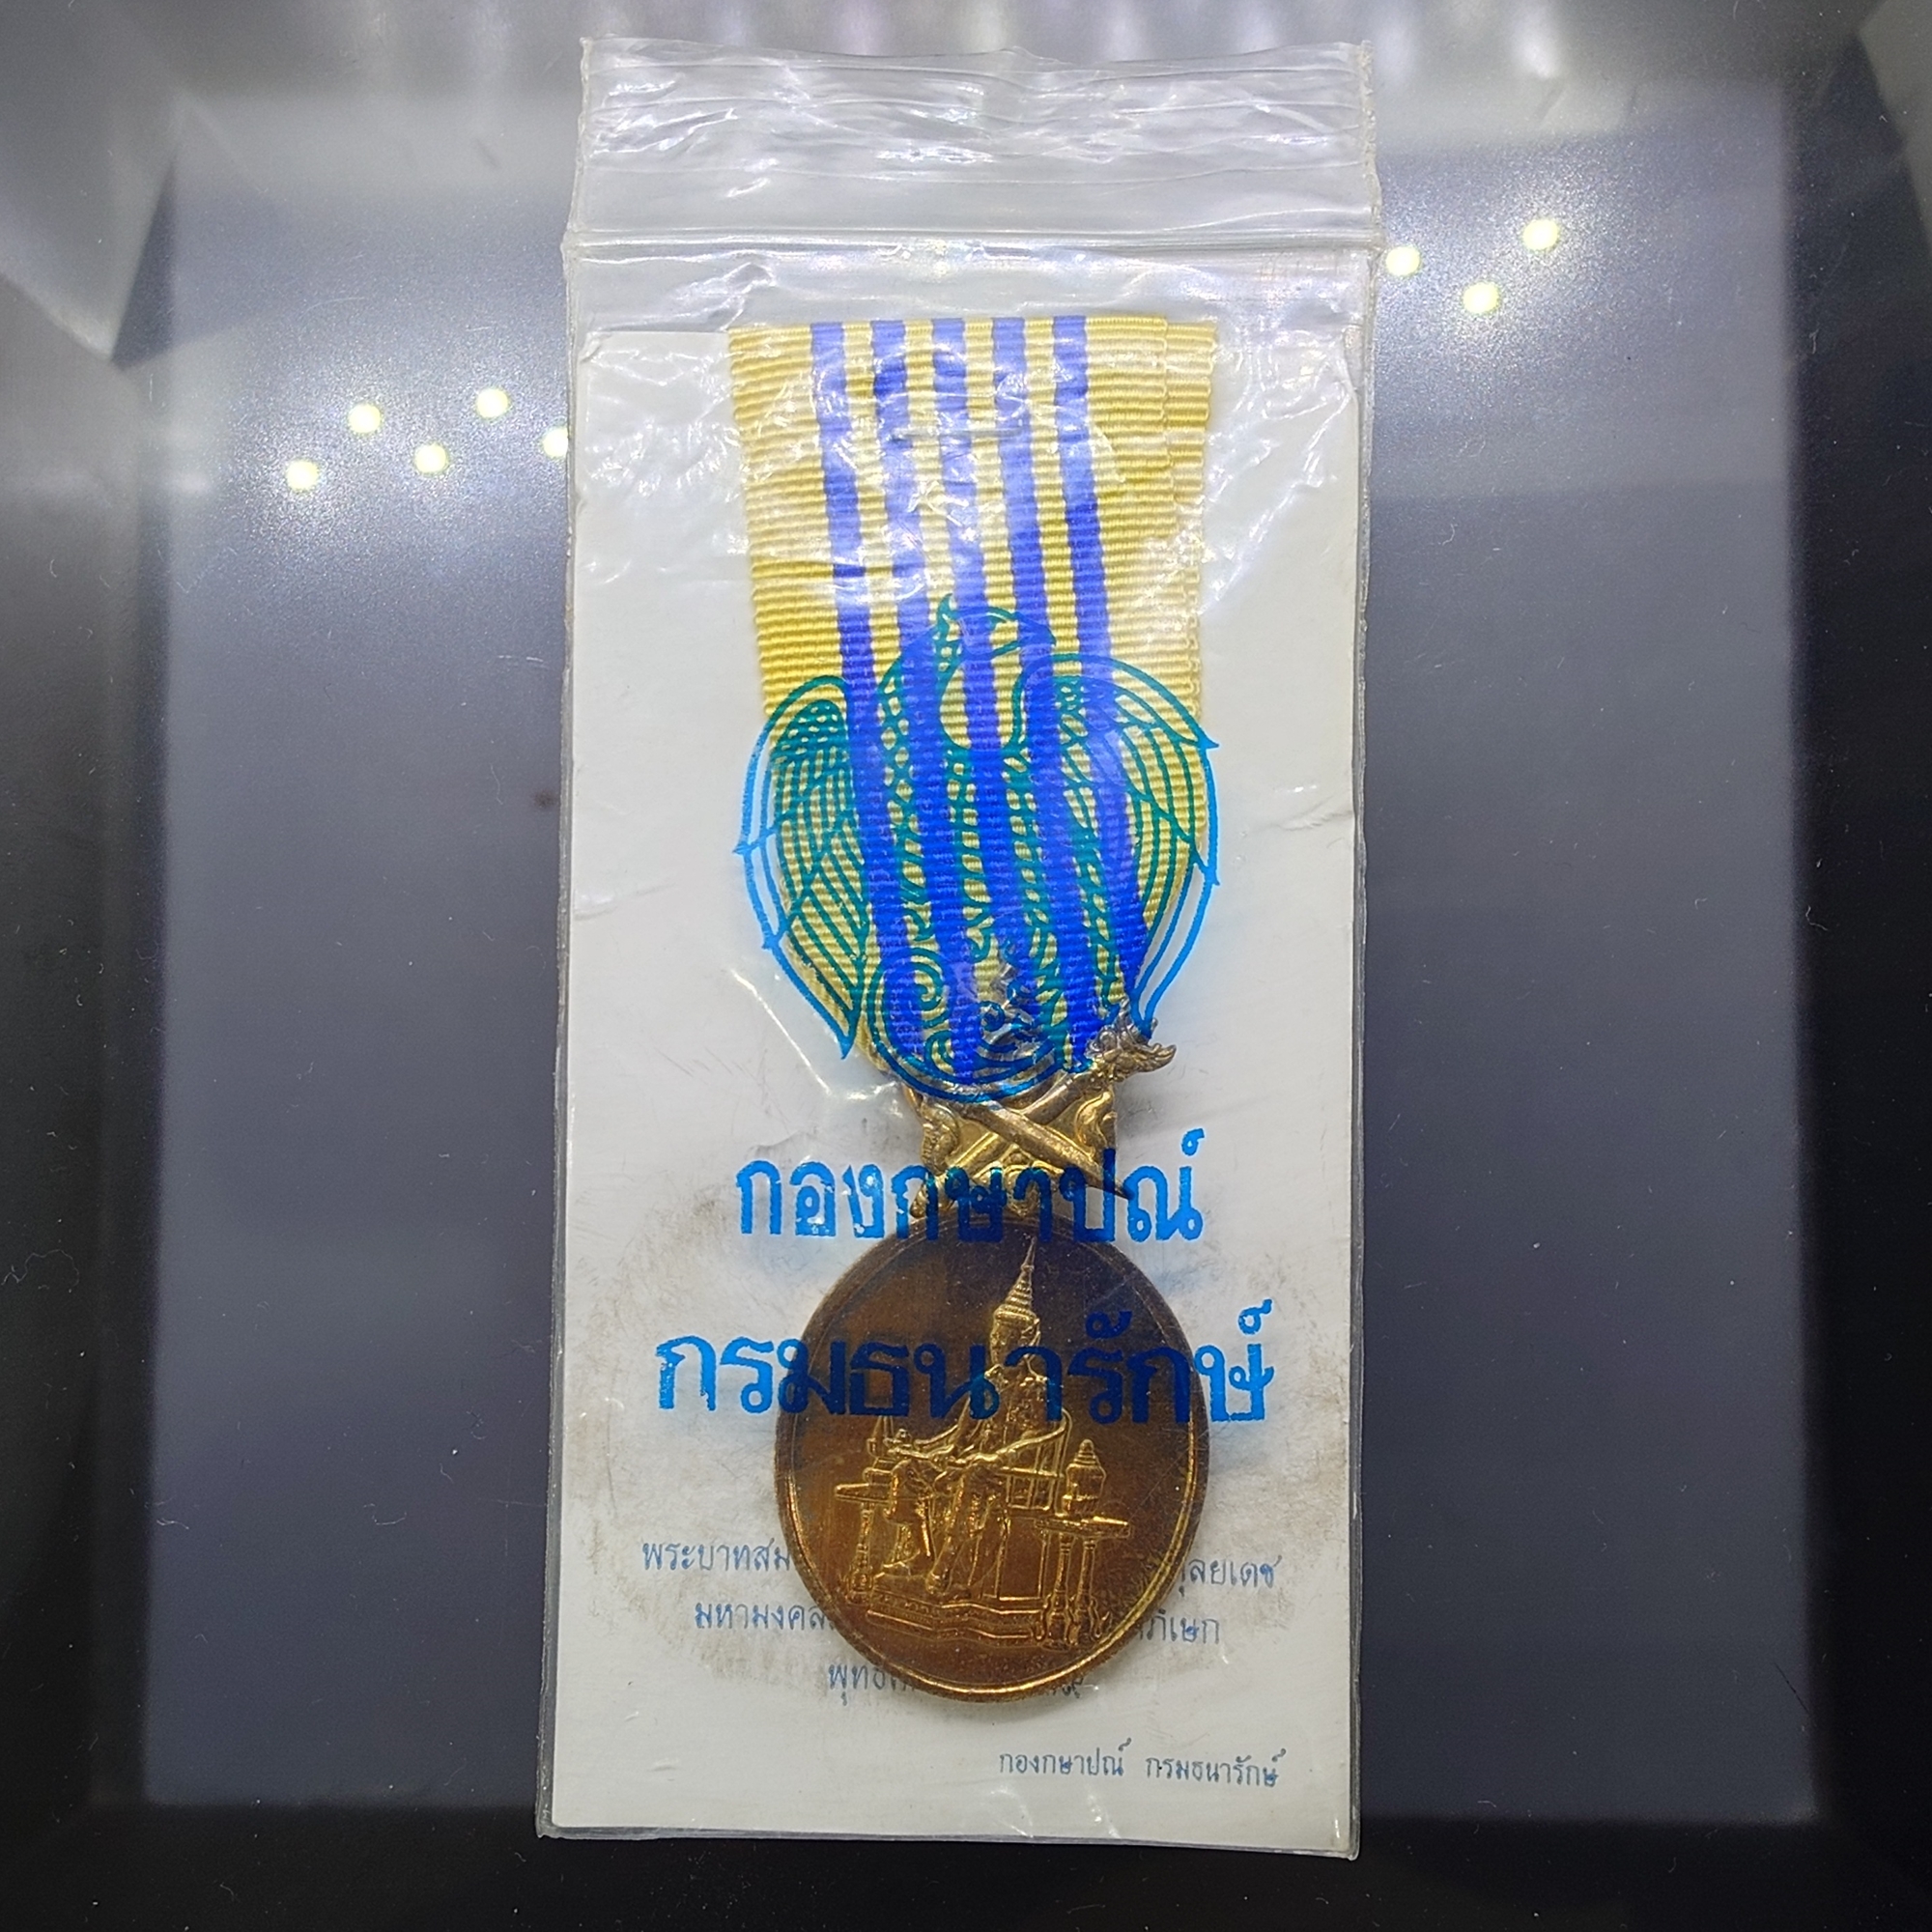 กองกษาปณ์
กรมธนารักษ์
พระบาทสม ุลยเดช
มหามงคล ภิเษก
พุทธ
กองกษาปณ์ กรมธนารักษ์